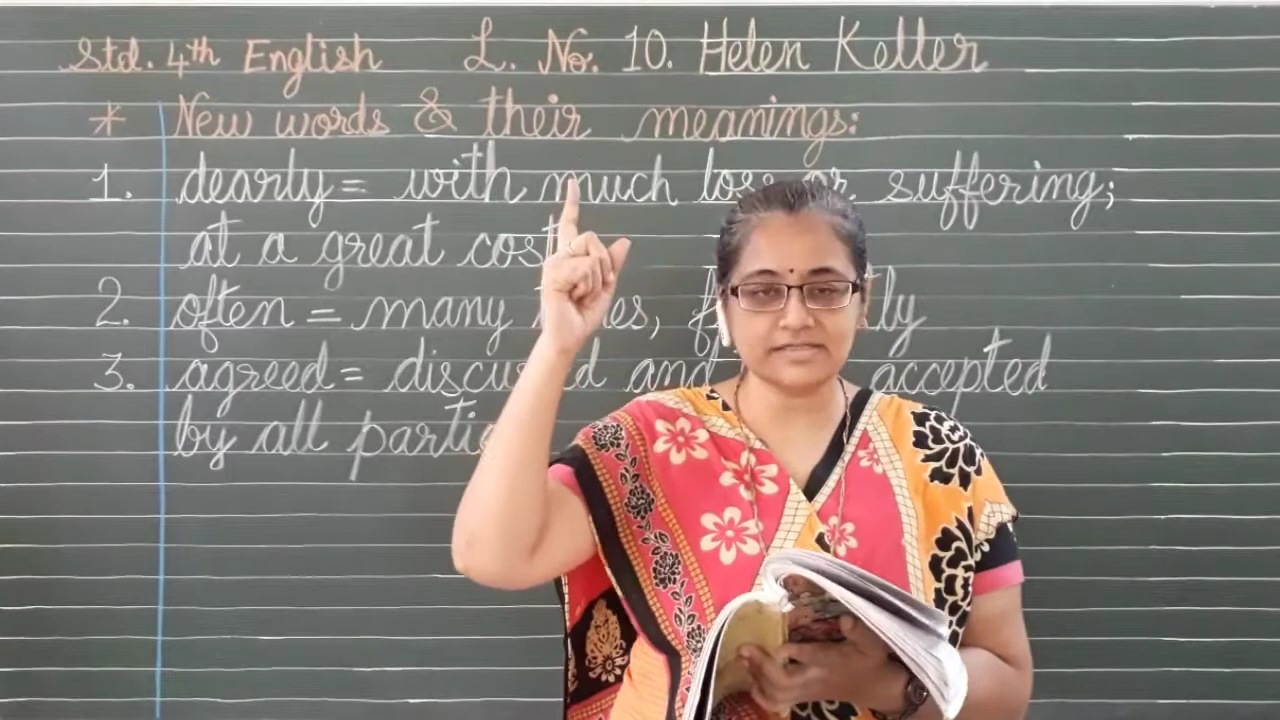 Std. 4th English L. No. 10. Helen Keller
* New words & their meanings:
1. dearly = with much loss or suffering;
at a great cost
2. often = many
3. agreed = and accepted
by all